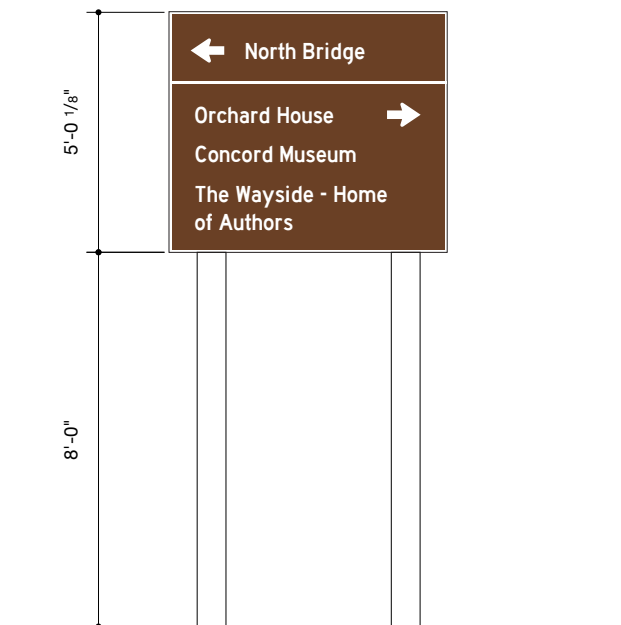 North Bridge
Orchard House
Concord Museum
The Wayside - Home
of Authors
5'-0 1/8"
8'-0"